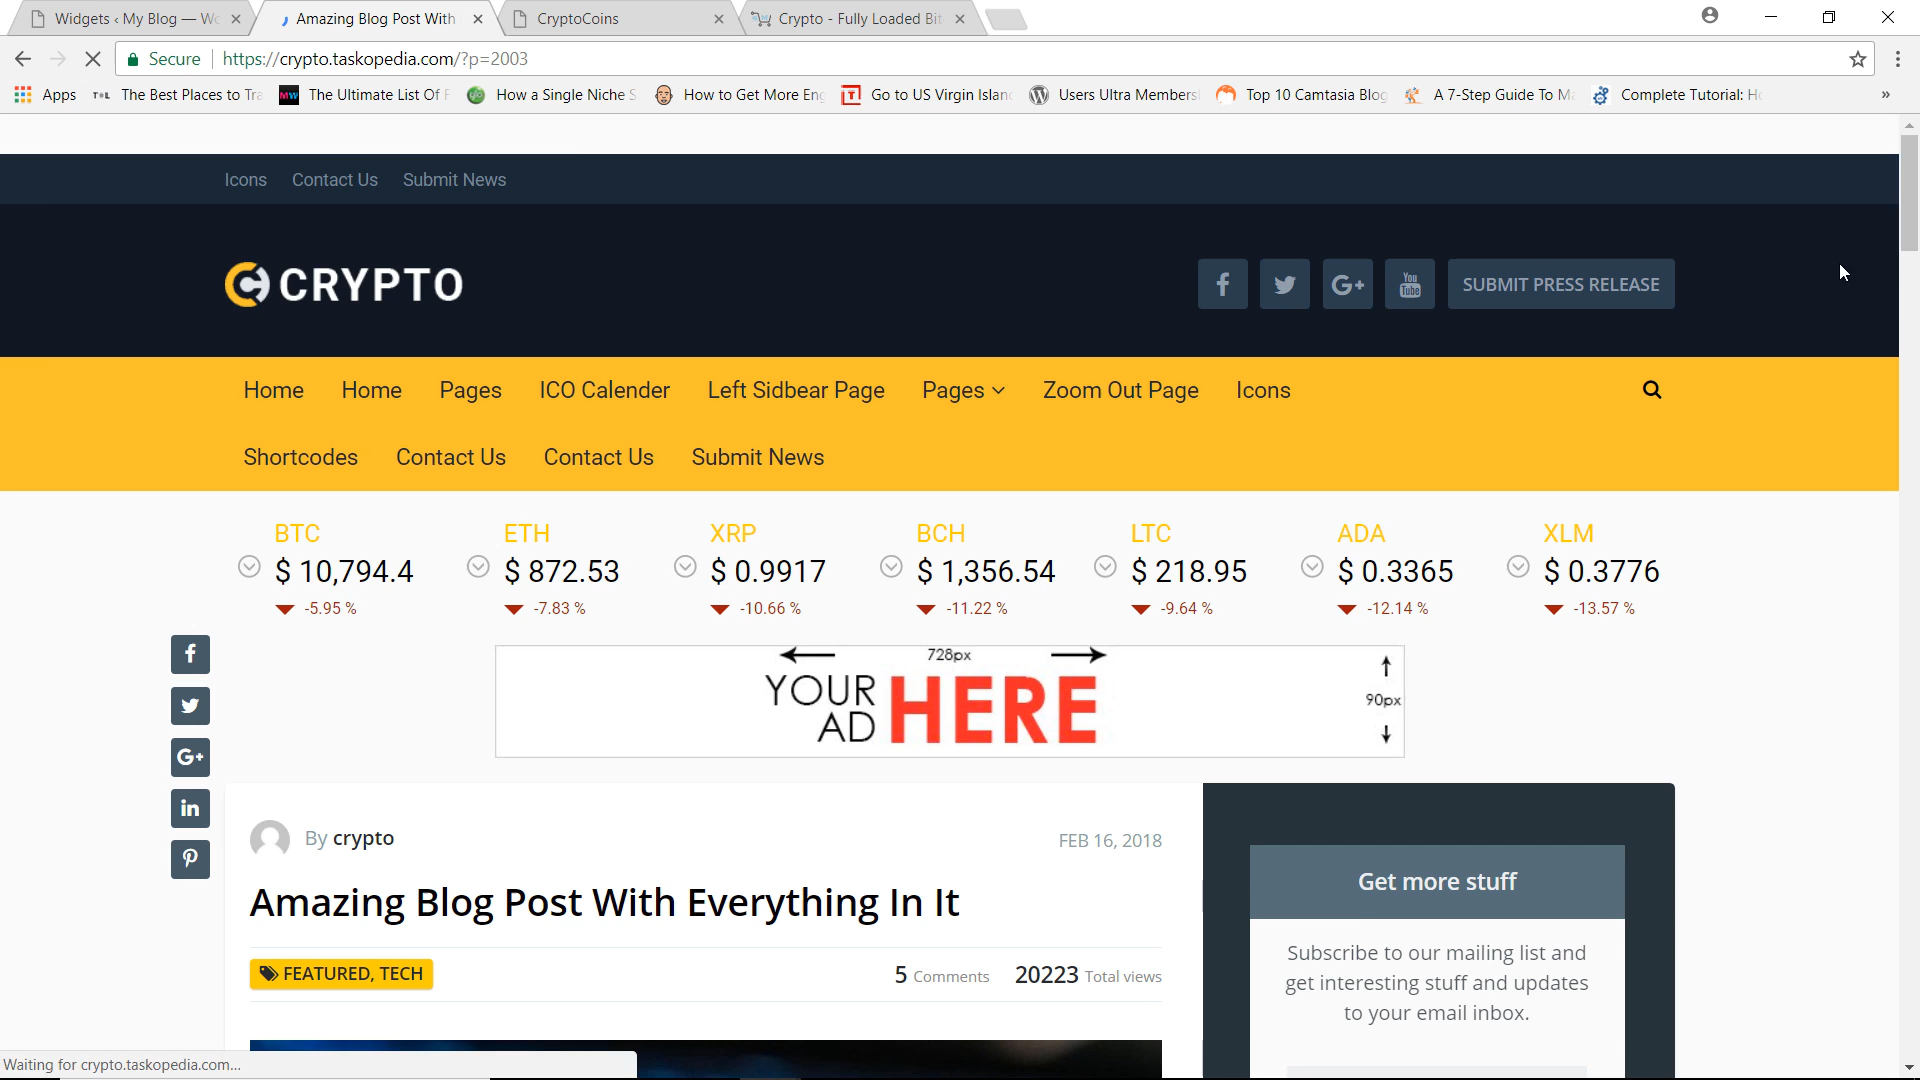 Widgets ‹ My Blog — Wo
Amazing Blog Post With
CryptoCoins
Crypto - Fully Loaded Bit
Secure
https://crypto.taskopedia.com/?p=2003
Apps
T•L
The Best Places to Tra
MW
The Ultimate List Of F
How a Single Niche S
How to Get More Eng
T
Go to US Virgin Islan
Users Ultra Members
Top 10 Camtasia Blog
A 7-Step Guide To Ma
Complete Tutorial: Ho
»
Icons Contact Us Submit News
CRYPTO
f
G+
You
Tube
SUBMIT PRESS RELEASE
Home Home Pages ICO Calender Left Sidbear Page Pages Zoom Out Page Icons
Shortcodes Contact Us Contact Us Submit News
BTC ETH XRP BCH LTC ADA XLM
$ 10,794.4 $ 872.53 $ 0.9917 $ 1,356.54 $ 218.95 $ 0.3365 $ 0.3776
-5.95 % -7.83 % -10.66 % -11.22 % -9.64 % -12.14 % -13.57 %
f
G+
in
728px
YOUR
AD
HERE
90px
By crypto
FEB 16, 2018
Amazing Blog Post With Everything In It
FEATURED, TECH
5 Comments 20223 Total views
Get more stuff
Subscribe to our mailing list and
get interesting stuff and updates
to your email inbox.
Waiting for crypto.taskopedia.com...